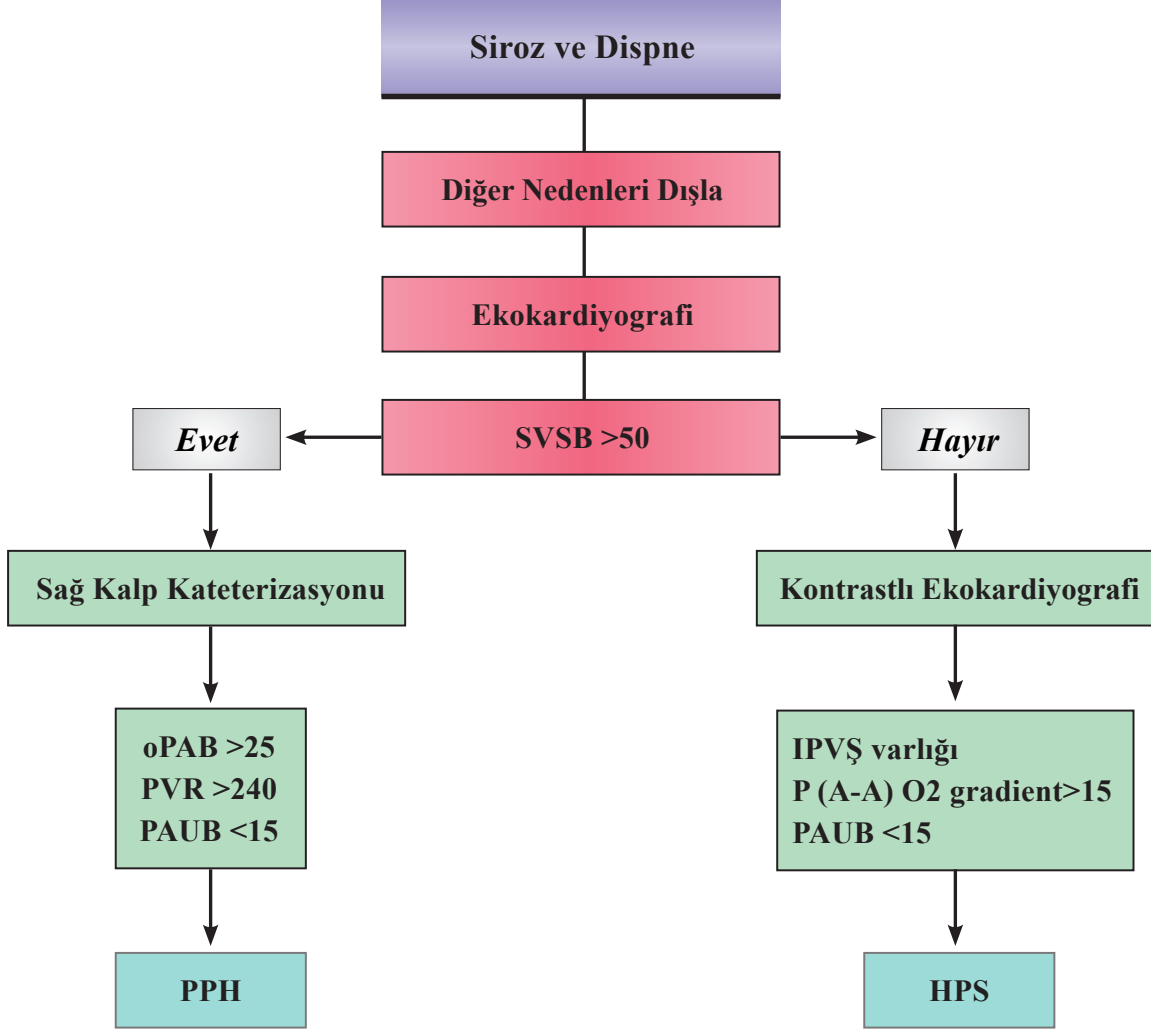 Siroz ve Dispne
Diğer Nedenleri Dışla
Ekokardiyografi
SVSB >50
Evet
Hayır
Sağ Kalp Kateterizasyonu
Kontrastlı Ekokardiyografi
oPAB >25
PVR >240
PAUB <15
IPVŞ varlığı
P (A-A) O2 gradient>15
PAUB <15
PPH
HPS